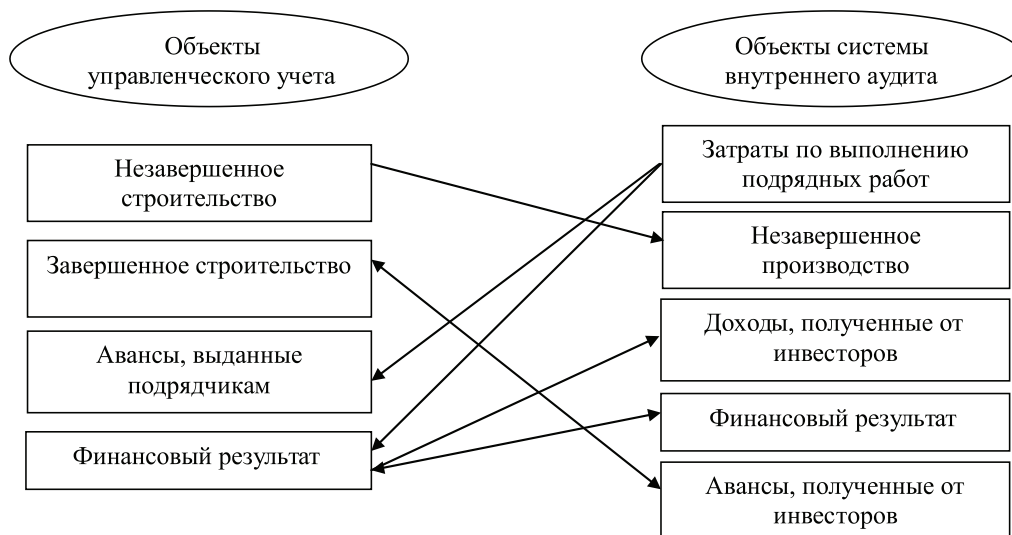 Объекты
управленческого учета
Незавершенное
строительство
Завершенное строительство
Авансы, выданные
подрядчикам
Финансовый результат
Объекты системы
внутреннего аудита
Затраты по выполнению
подрядных работ
Незавершенное
производство
Доходы, полученные от
инвесторов
Финансовый результат
Авансы, полученные от
инвесторов